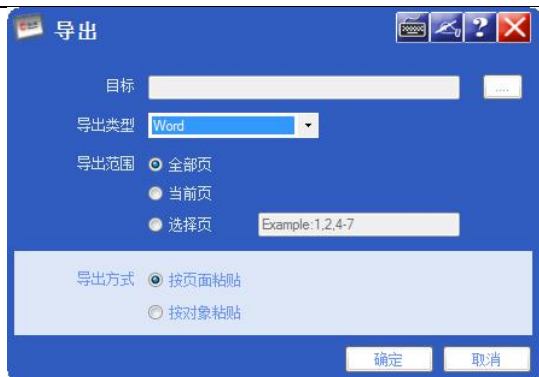 导出
目标
....
导出类型 Word
导出范围 全部页
当前页
选择页 Example:1,2,4-7
导出方式 按页面粘贴
按对象粘贴
确定 取消